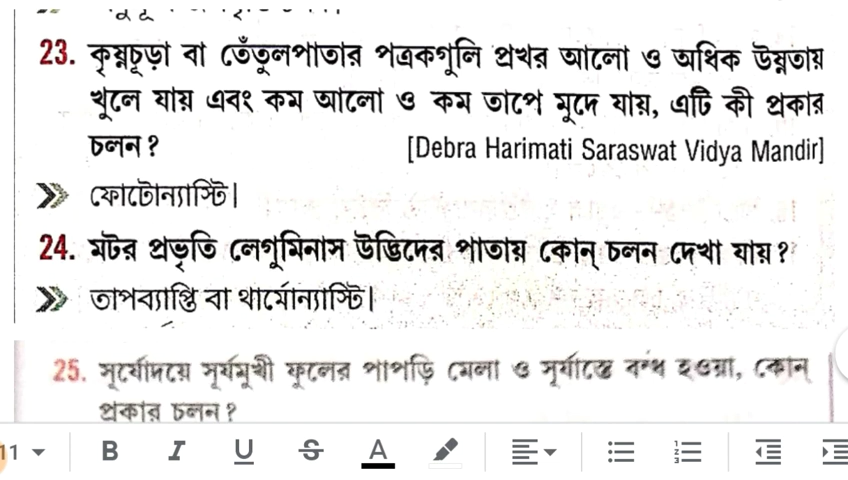 23. কৃষ্ণচূড়া বা তেঁতুলপাতার পত্রকগুলি প্রখর আলো ও অধিক উষ্ণতায়
খুলে যায় এবং কম আলো ও কম তাপে মুদে যায়, এটি কী প্রকার
চলন? [Debra Harimati Saraswat Vidya Mandir]
ফোটোন্যাস্টি।
24. মটর প্রভৃতি লেগুমিনাস উদ্ভিদের পাতায় কোন্ চলন দেখা যায়?
তাপব্যাপ্তি বা থার্মোন্যাস্টি।
25. সূর্যোদয়ে সূর্যমুখী ফুলের পাপড়ি মেলা ও সূর্যাস্তে বন্ধ হওয়া, কোন
প্রকার চলন?
11 B I U S A